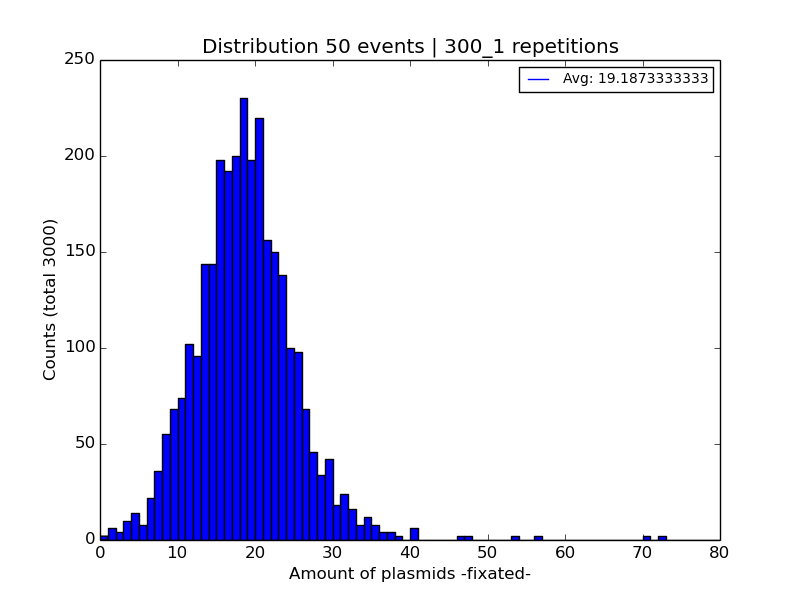 Distribution 50 events | 300_1 repetitions
Avg: 19.1873333333
250
200
150
100
50
0
Counts (total 3000)
0 10 20 30 40 50 60 70 80
Amount of plasmids -fixated-